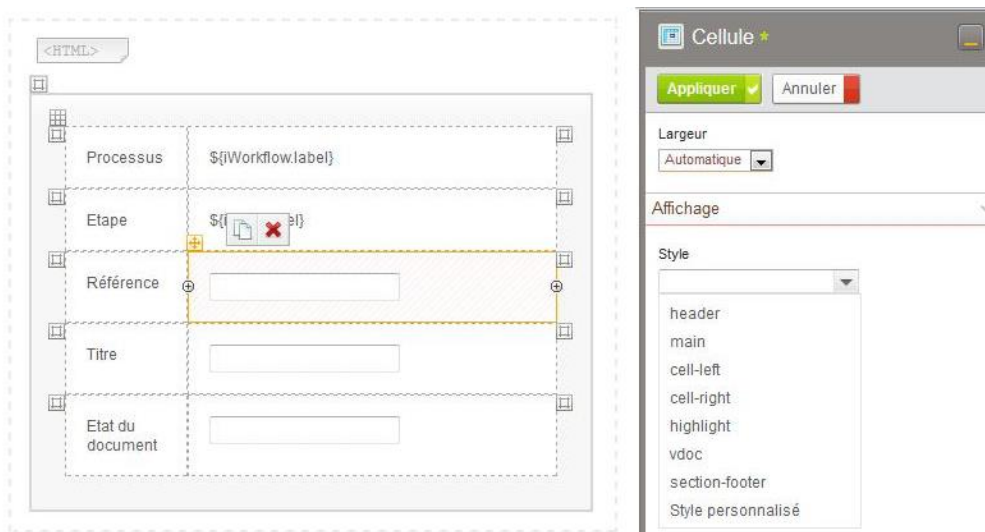 <HTML>
Processus
${iWorkflow.label}
Etape
${i
el}
Référence
Titre
Etat du
document
Cellule *
Appliquer
Annuler
Largeur
Automatique
Affichage
Style
header
main
cell-left
cell-right
highlight
vdoc
section-footer
Style personnalisé